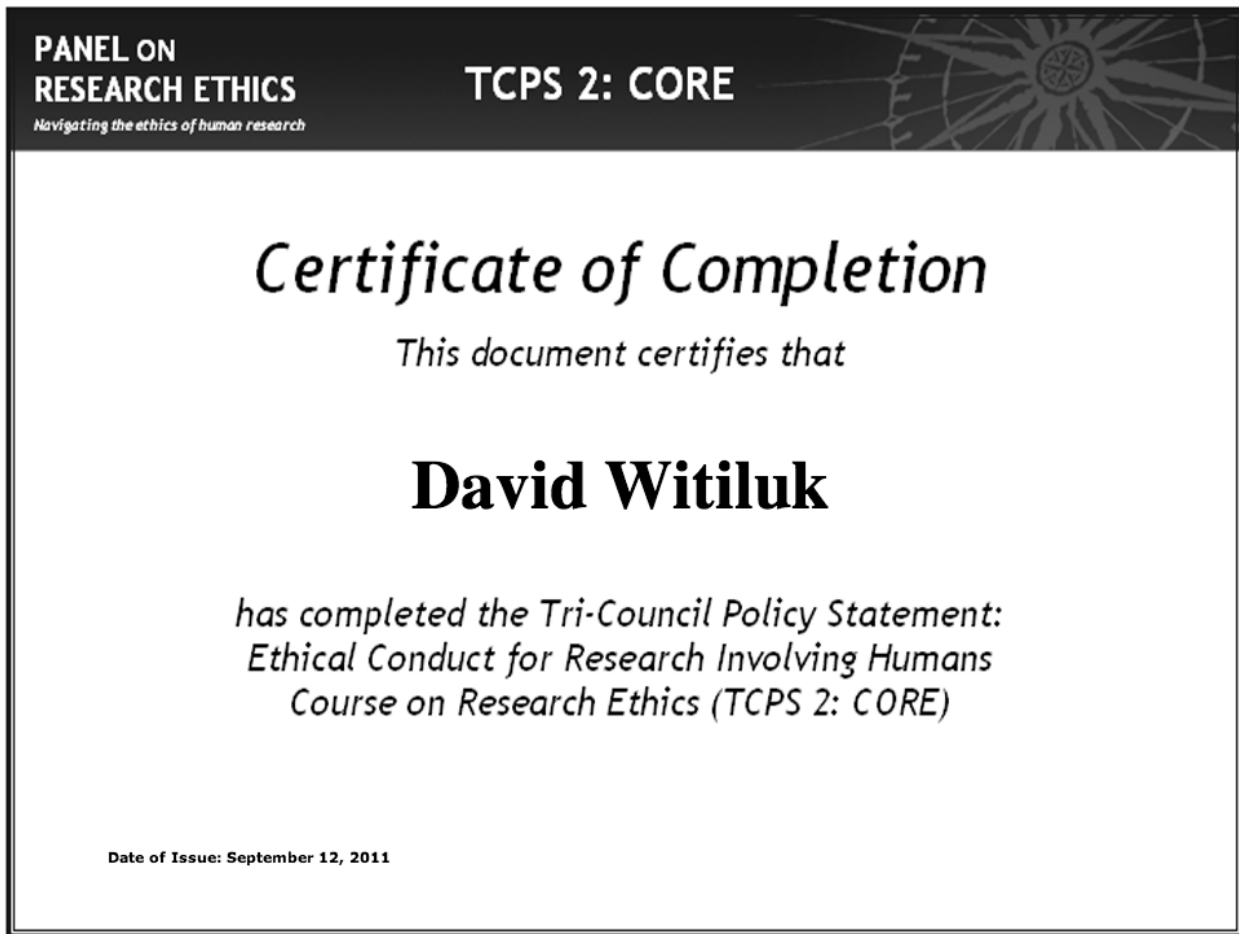 PANEL ON
RESEARCH ETHICS
Navigating the ethics of human research
TCPS 2: CORE
Certificate of Completion
This document certifies that
David Witiluk
has completed the Tri-Council Policy Statement:
Ethical Conduct for Research Involving Humans
Course on Research Ethics (TCPS 2: CORE)
Date of Issue: September 12, 2011